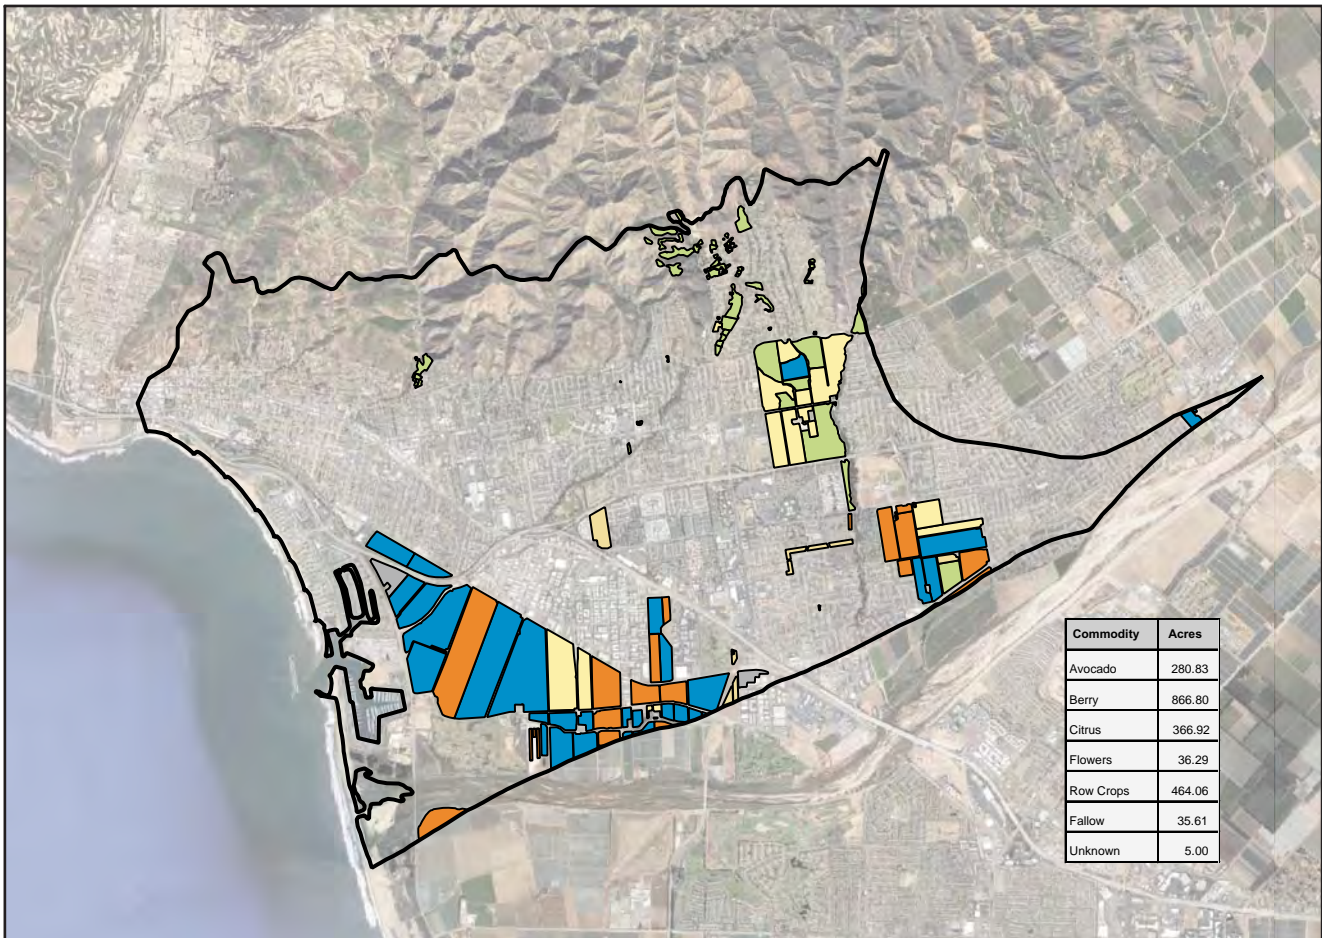 Commodity Acres
Avocado 280.83
Berry 866.80
Citrus 366.92
Flowers 36.29
Row Crops 464.06
Fallow 35.61
Unknown 5.00